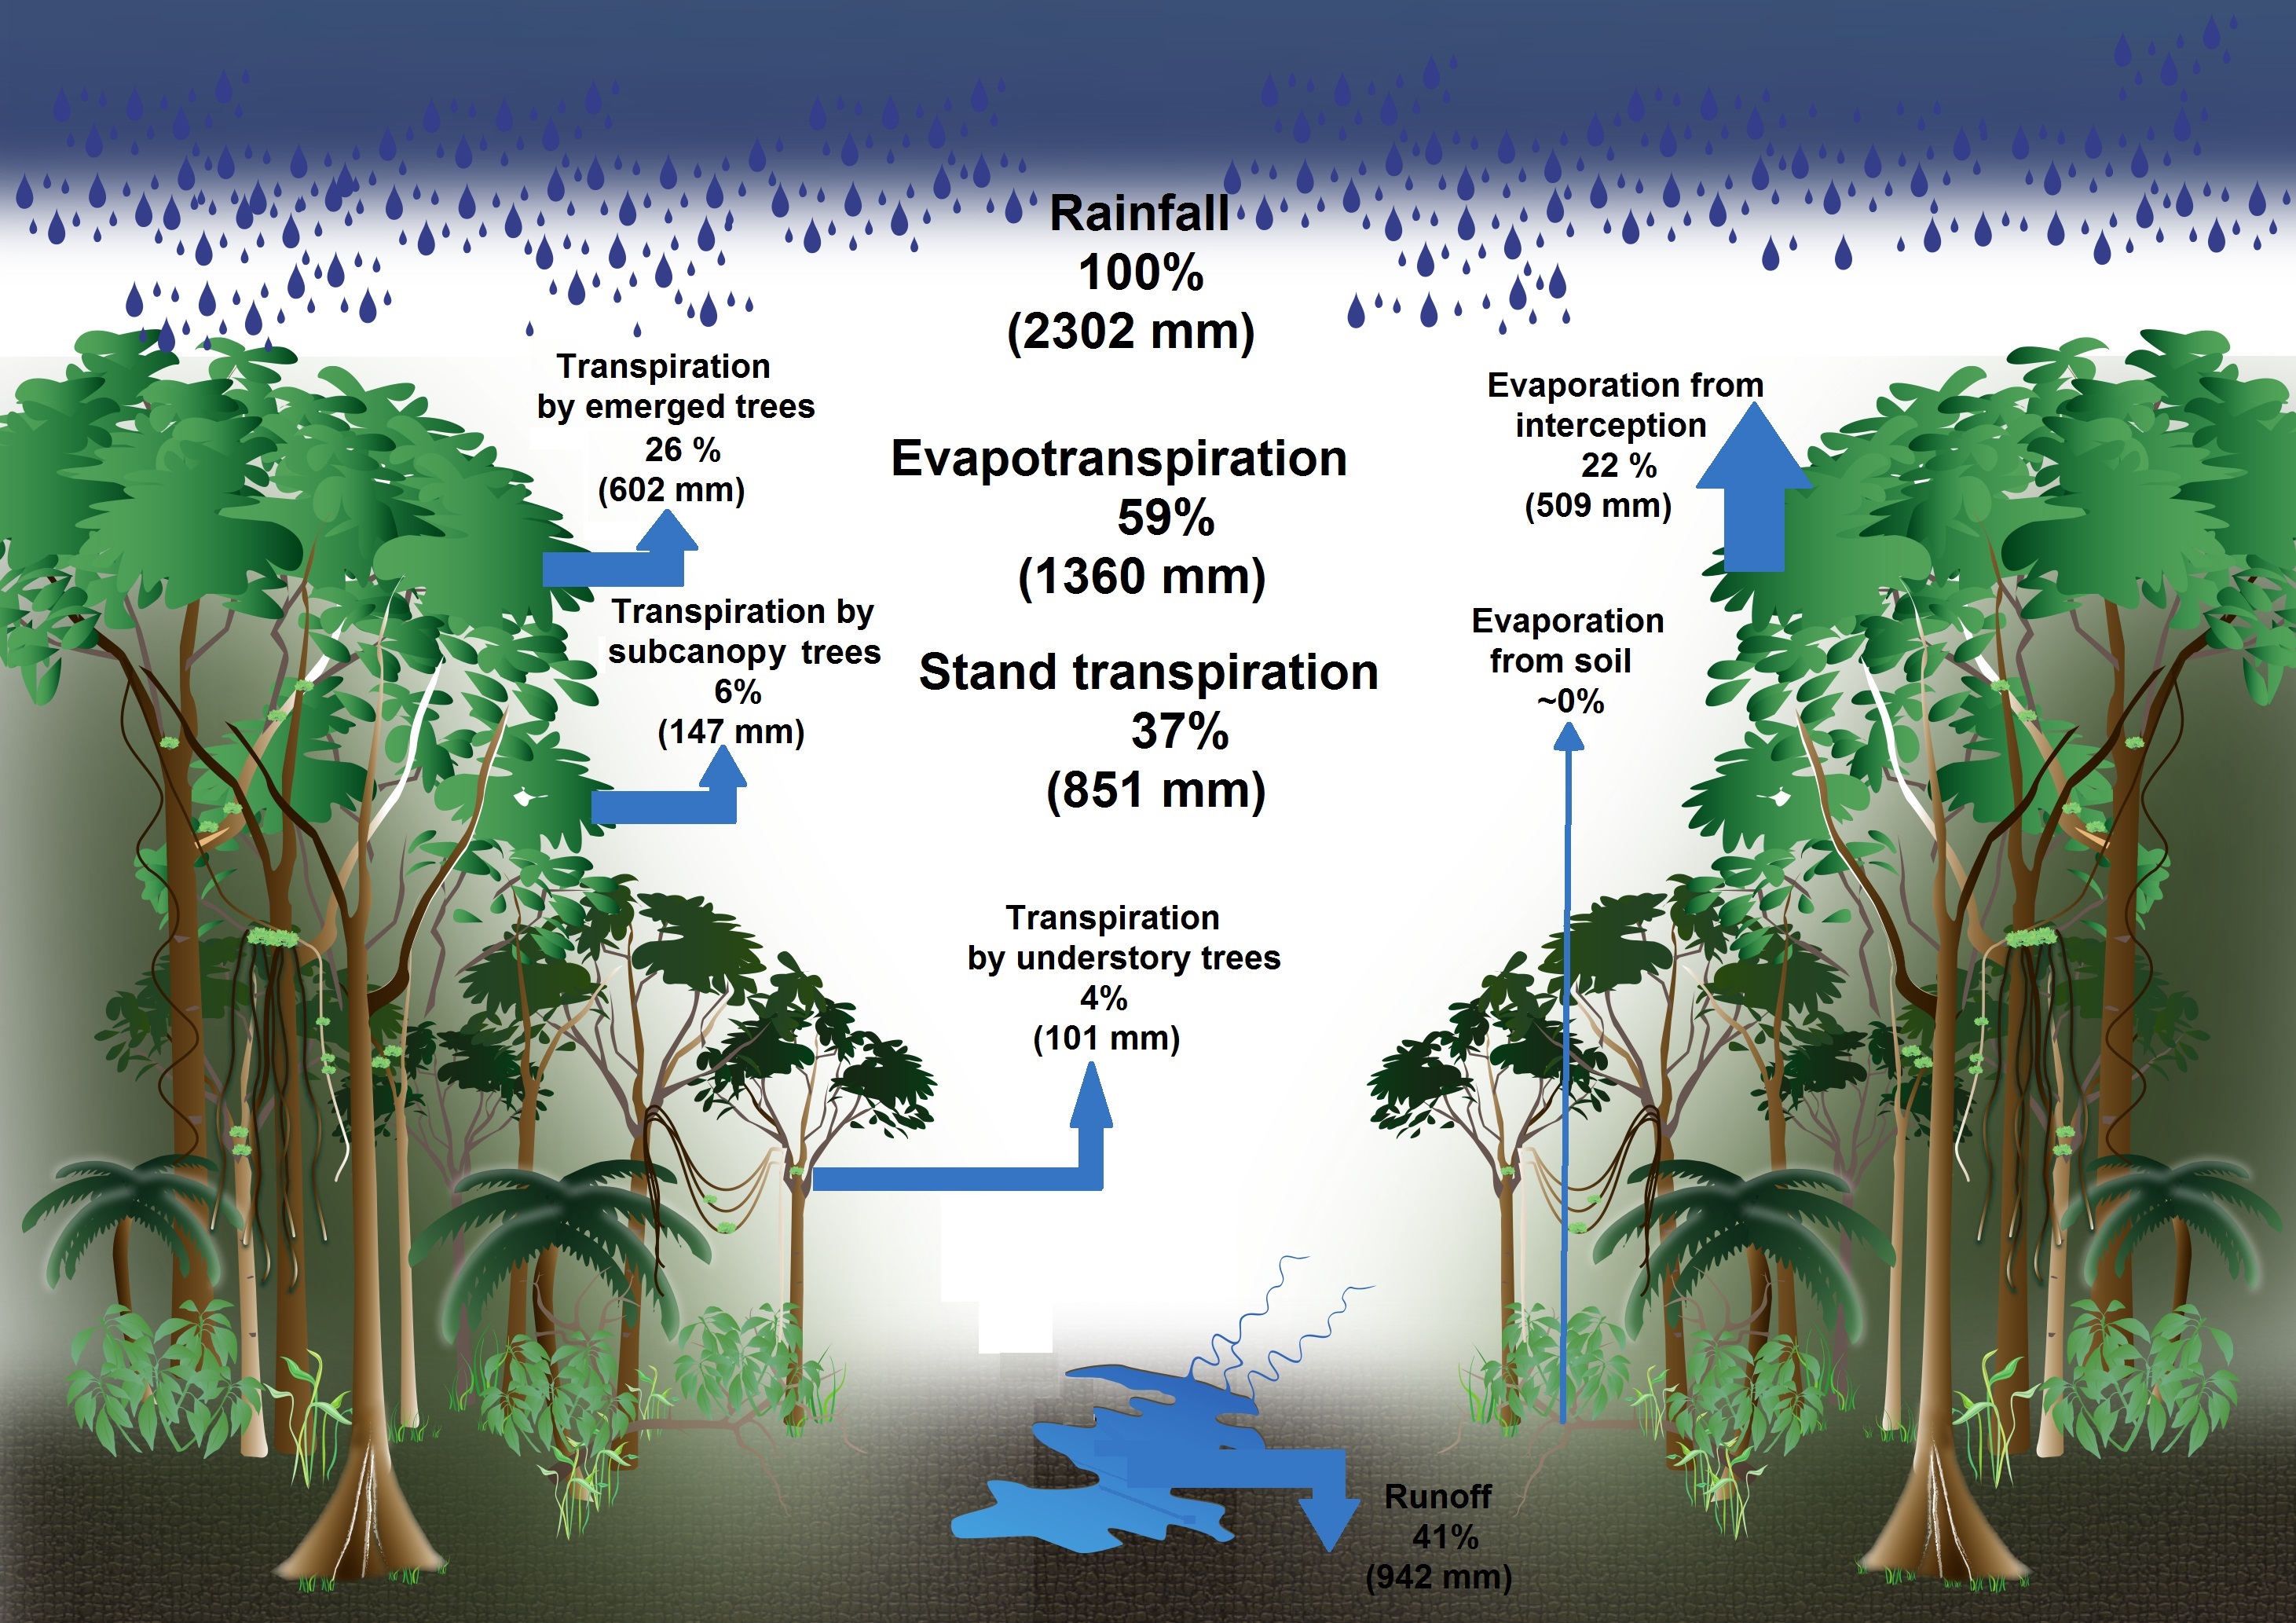 Rainfall
100%
(2302 mm)
Transpiration
by emerged trees
26 %
(602 mm)
Evapotranspiration
59%
(1360 mm)
Evaporation from
interception
22 %
(509 mm)
Transpiration by
subcanopy trees
6%
(147 mm)
Stand transpiration
37%
(851 mm)
Evaporation
from soil
~0%
Transpiration
by understory trees
4%
(101 mm)
Runoff
41%
(942 mm)